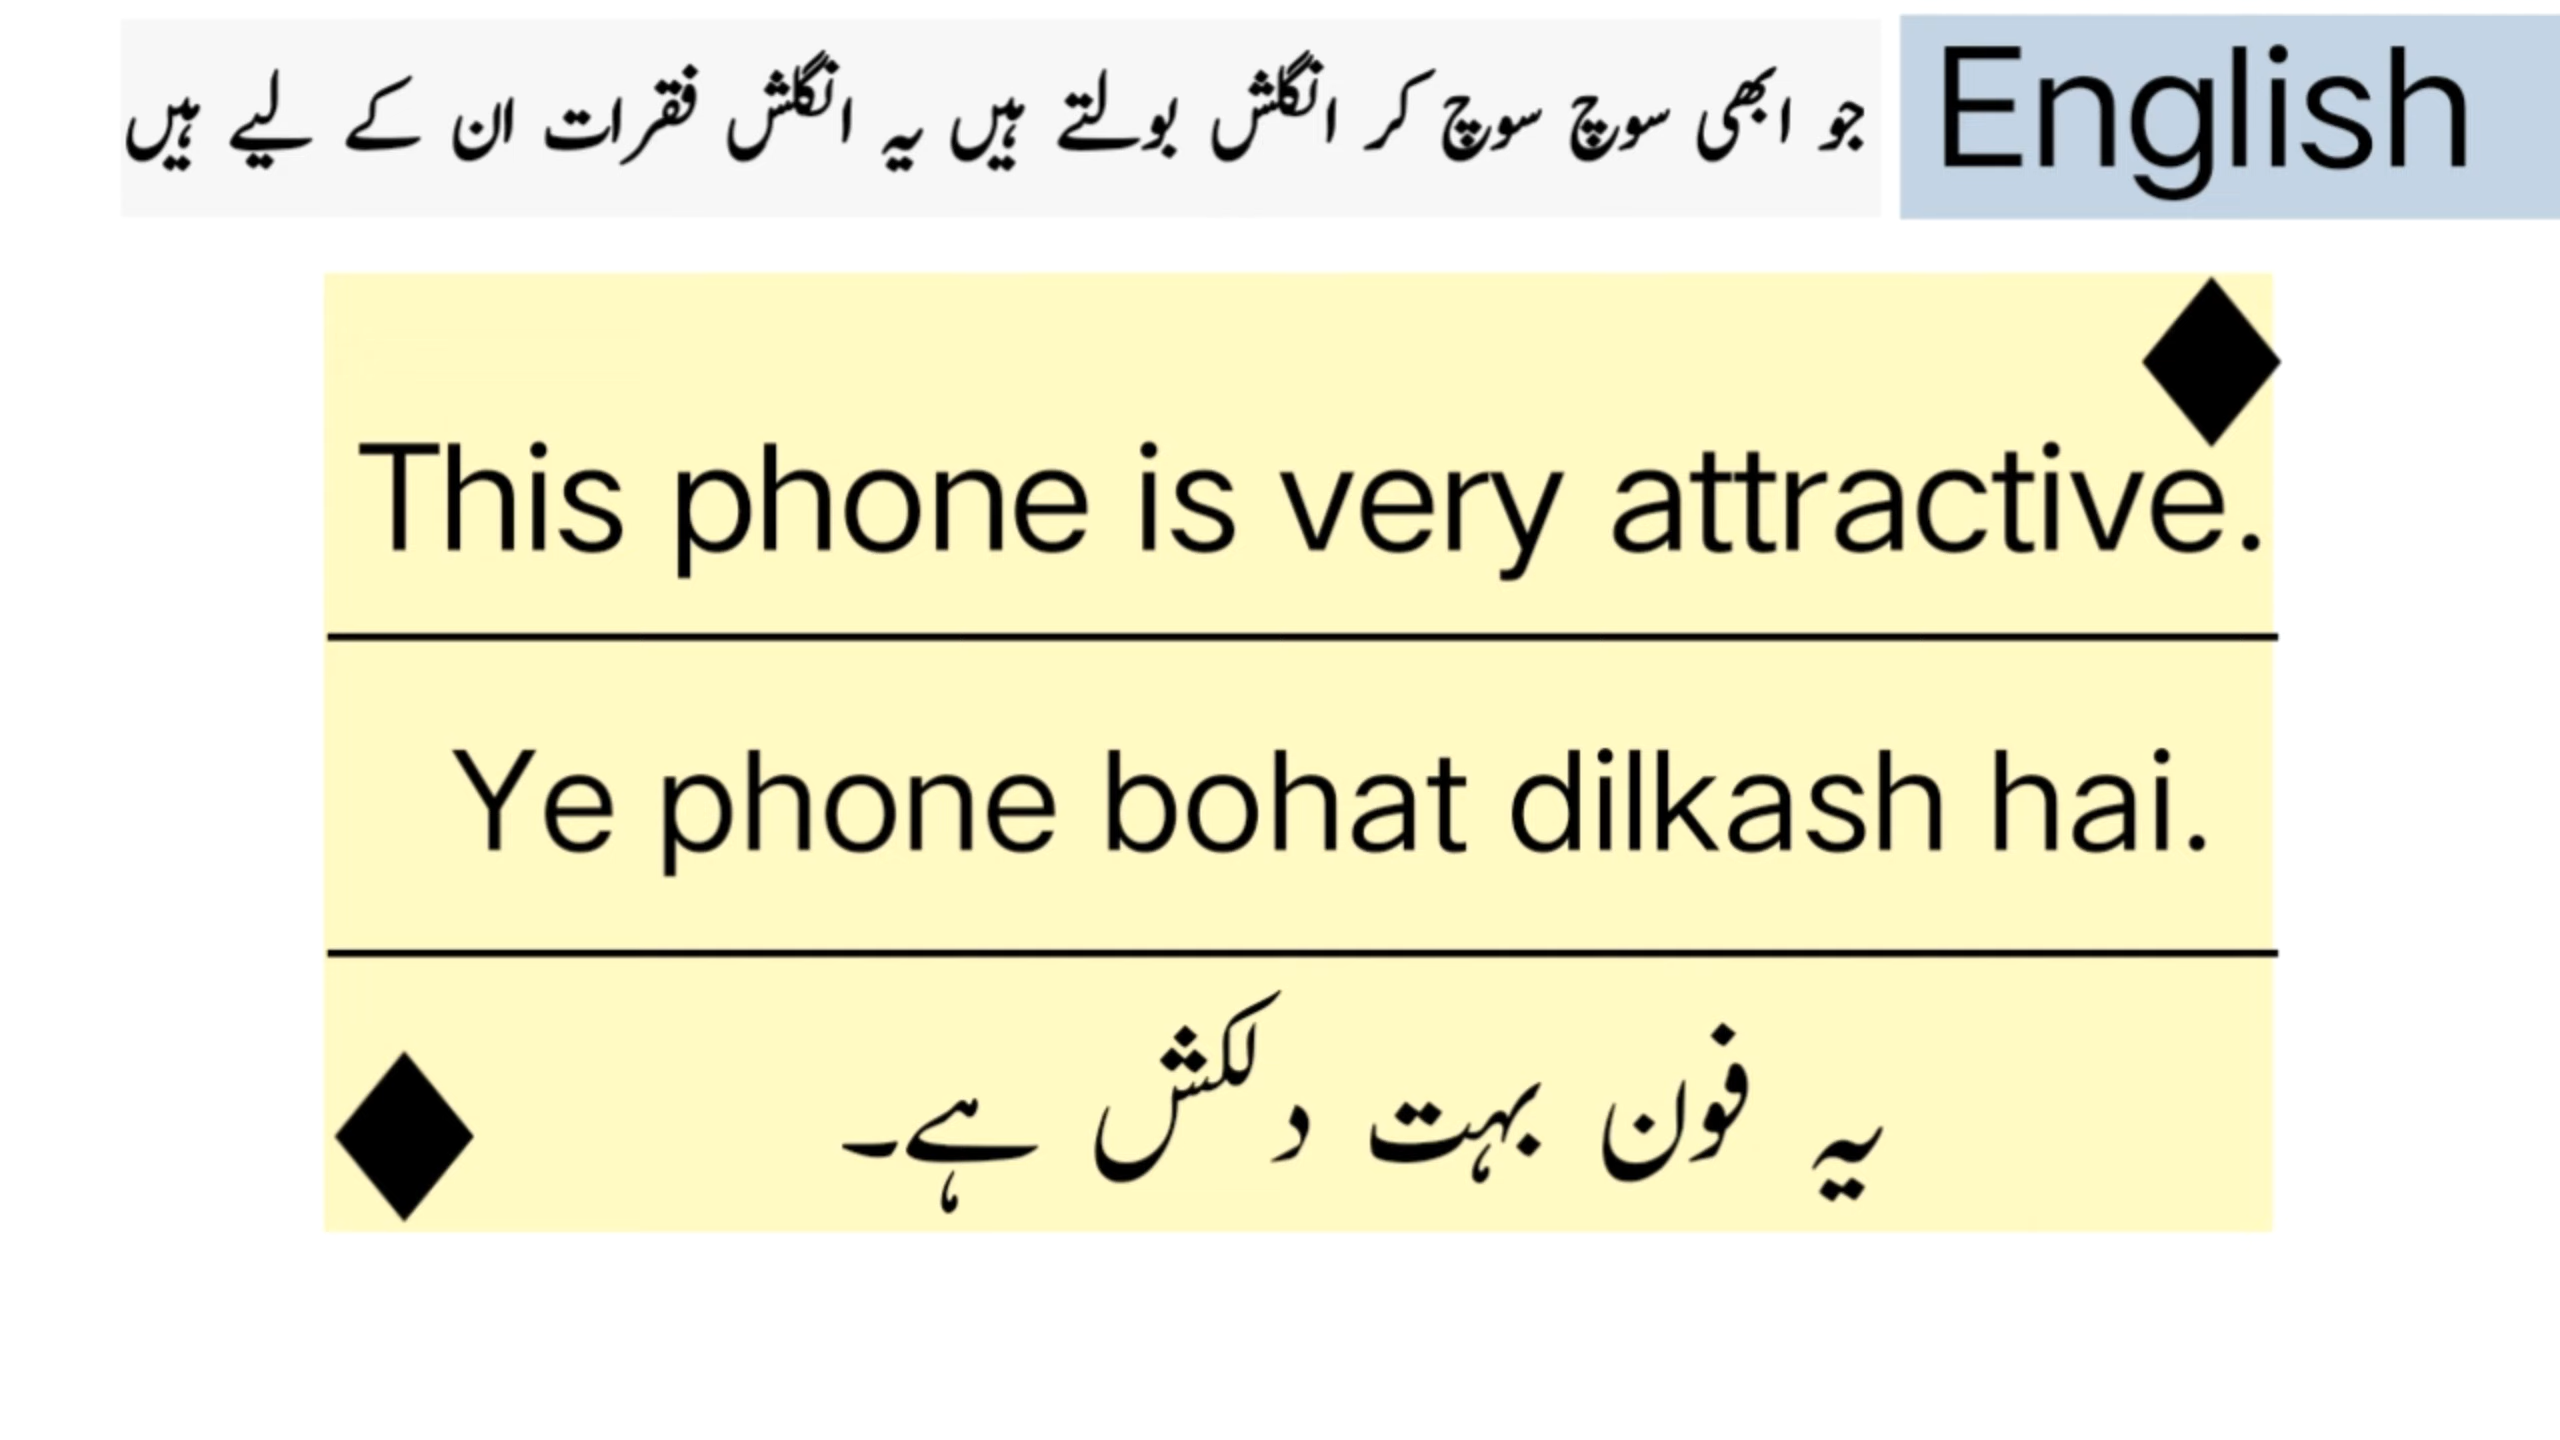 جو ابھی سوچ سوچ کر انگلش بولتے ہیں یہ انگلش فقرات ان کے لیے ہیں
English
This phone is very attractive.
Ye phone bohat dilkash hai.
یہ فون بہت دلکش ہے۔